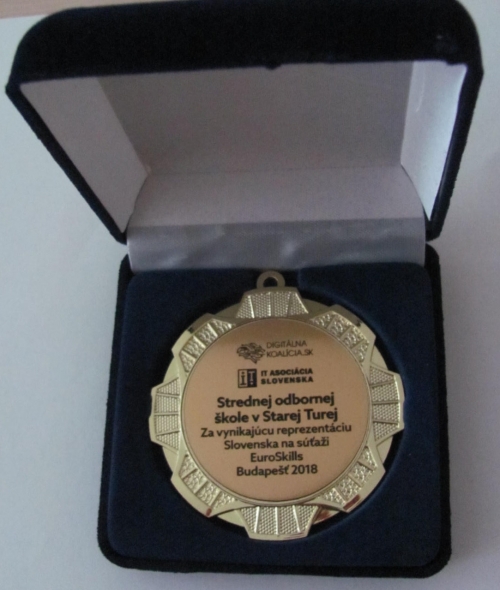 DIGITÁLNA
KOALÍCIA.SK
IT ASOCIÁCIA
SLOVENSKA
Strednej odbornej
škole v Starej Turej
Za vynikajúcu reprezentáciu
Slovenska na súťaži
EuroSkills
Budapešť 2018